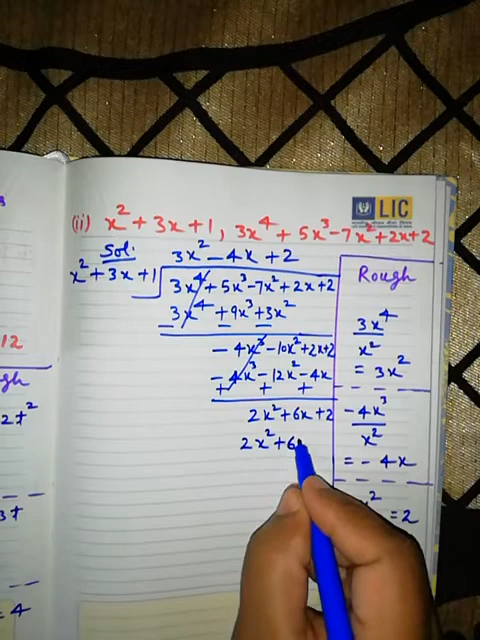 (ii) x² + 3x + 1, 3x⁴ + 5x³ - 7x² + 2x + 2
LIC
Sol:
3x² - 4x + 2
x² + 3x + 1
3x⁴ + 5x³ - 7x² + 2x + 2
3x⁴ + 9x³ + 3x²
- - -
- 4x³ - 10x² + 2x + 2
- 4x³ - 12x² - 4x
+ + +
2x² + 6x + 2
2x² + 6
Rough
3x⁴
x²
= 3x²
- 4x³
x²
= - 4x
x²
= 2
12
gh
2t²
3t
= 4